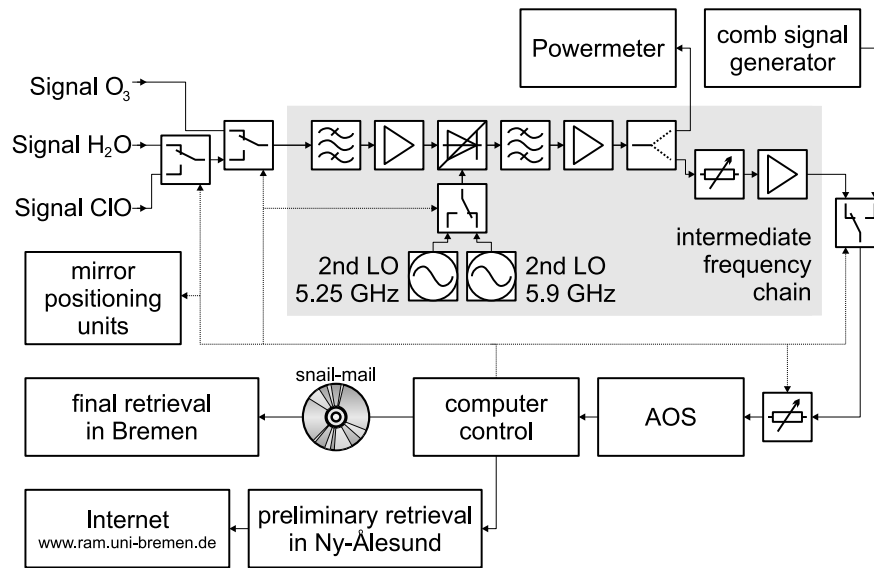 Powermeter
comb signal
generator
Signal O₃
Signal H₂O
Signal ClO
2nd LO
5.25 GHz
2nd LO
5.9 GHz
intermediate
frequency
chain
mirror
positioning
units
snail-mail
final retrieval
in Bremen
computer
control
AOS
Internet
www.ram.uni-bremen.de
preliminary retrieval
in Ny-Ålesund